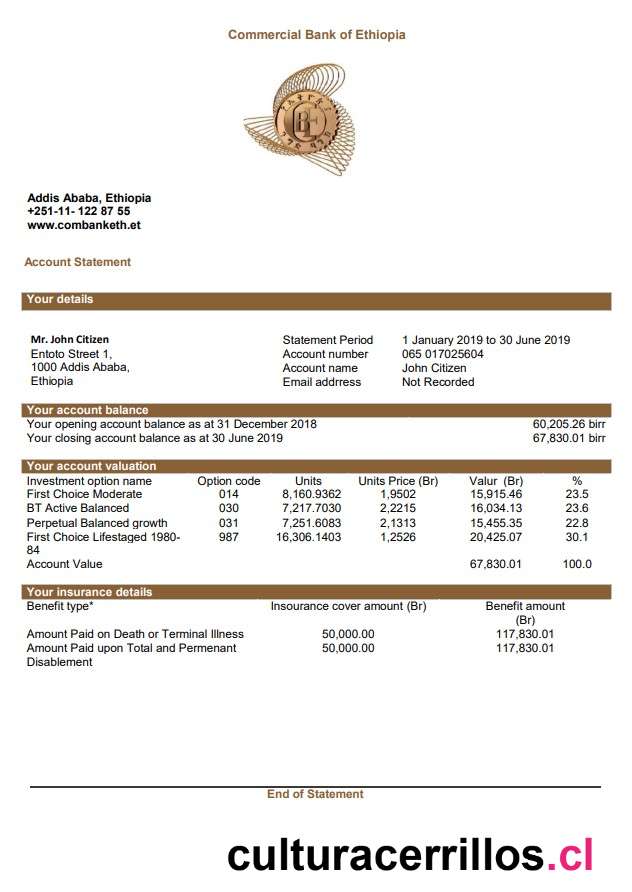 Commercial Bank of Ethiopia
Addis Ababa, Ethiopia
+251-11- 122 87 55
www.combanketh.et
Account Statement
Your details
Mr. John Citizen
Entoto Street 1,
1000 Addis Ababa,
Ethiopia
Statement Period 1 January 2019 to 30 June 2019
Account number 065 017025604
Account name John Citizen
Email adrress Not Recorded
Your account balance
Your opening account balance as at 31 December 2018 60,205.26 birr
Your closing account balance as at 30 June 2019 67,830.01 birr
Your account valuation
Investment option name Option code Units Units Price (Br) Valur (Br) %
First Choice Moderate 014 8,160.9362 1,9502 15,915.46 23.5
BT Active Balanced 030 7,217.7030 2,2215 16,034.13 23.6
Perpetual Balanced growth 031 7,251.6083 2,1313 15,455.35 22.8
First Choice Lifestaged 1980- 987 16,306.1403 1,2526 20,425.07 30.1
84
Account Value 67,830.01 100.0
Your insurance details
Benefit type* Insourance cover amount (Br) Benefit amount
(Br)
Amount Paid on Death or Terminal Illness 50,000.00 117,830.01
Amount Paid upon Total and Permenant 50,000.00 117,830.01
Disablement
End of Statement
culturacerrillos.cl